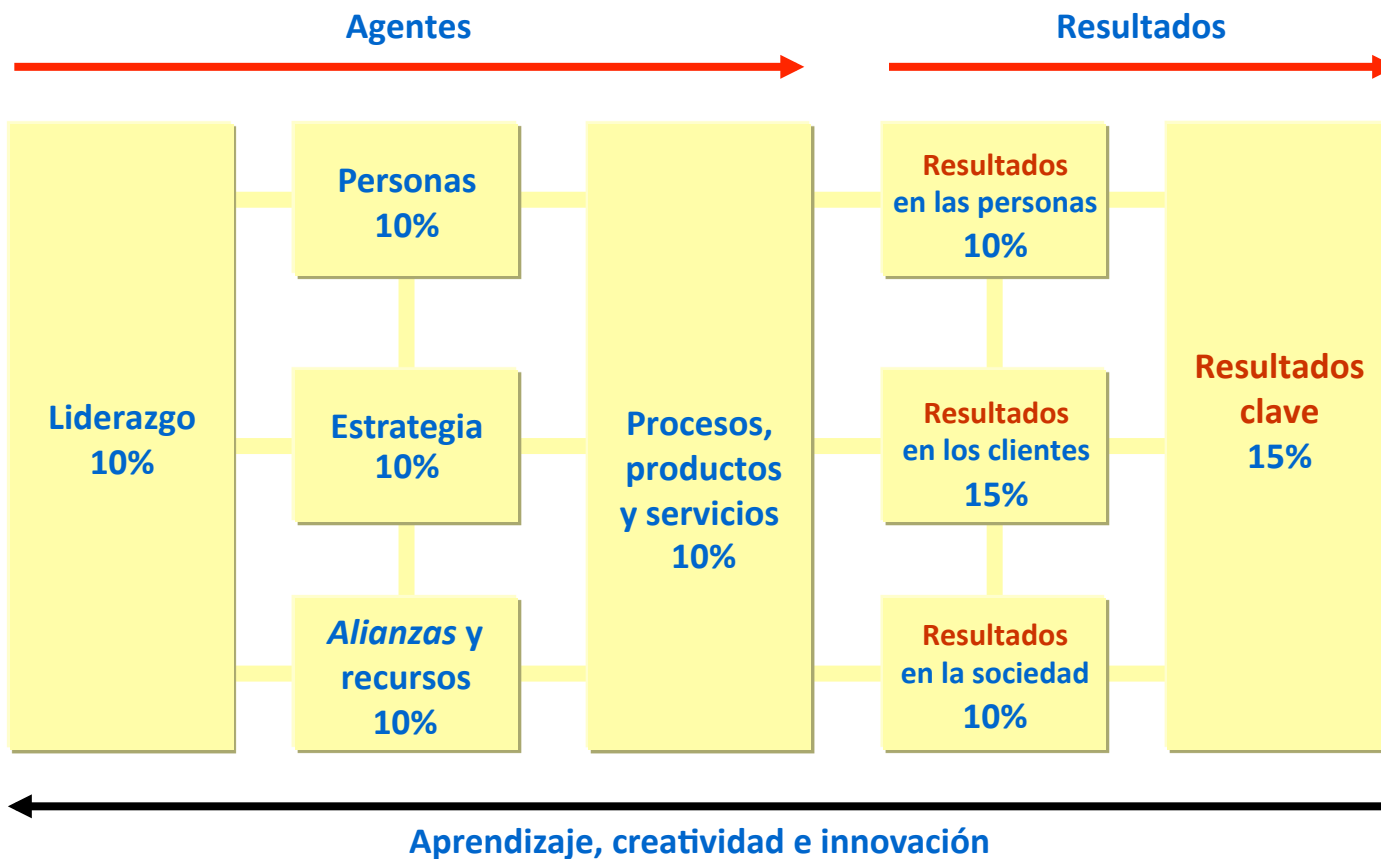 Agentes
Resultados
Liderazgo
10%
Personas
10%
Estrategia
10%
Alianzas y
recursos
10%
Procesos,
productos
y servicios
10%
Resultados
en las personas
10%
Resultados
en los clientes
15%
Resultados
en la sociedad
10%
Resultados
clave
15%
Aprendizaje, creatividad e innovación